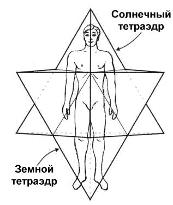 Солнечный
тетраэдр
Земной
тетраэдр